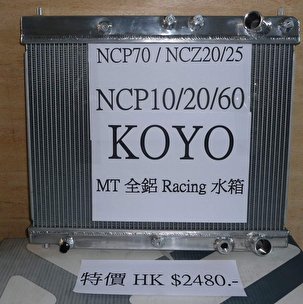 NCP70 / NCZ20/25
NCP10/20/60
KOYO
MT 全鋁 Racing 水箱
特價 HK $2480.-